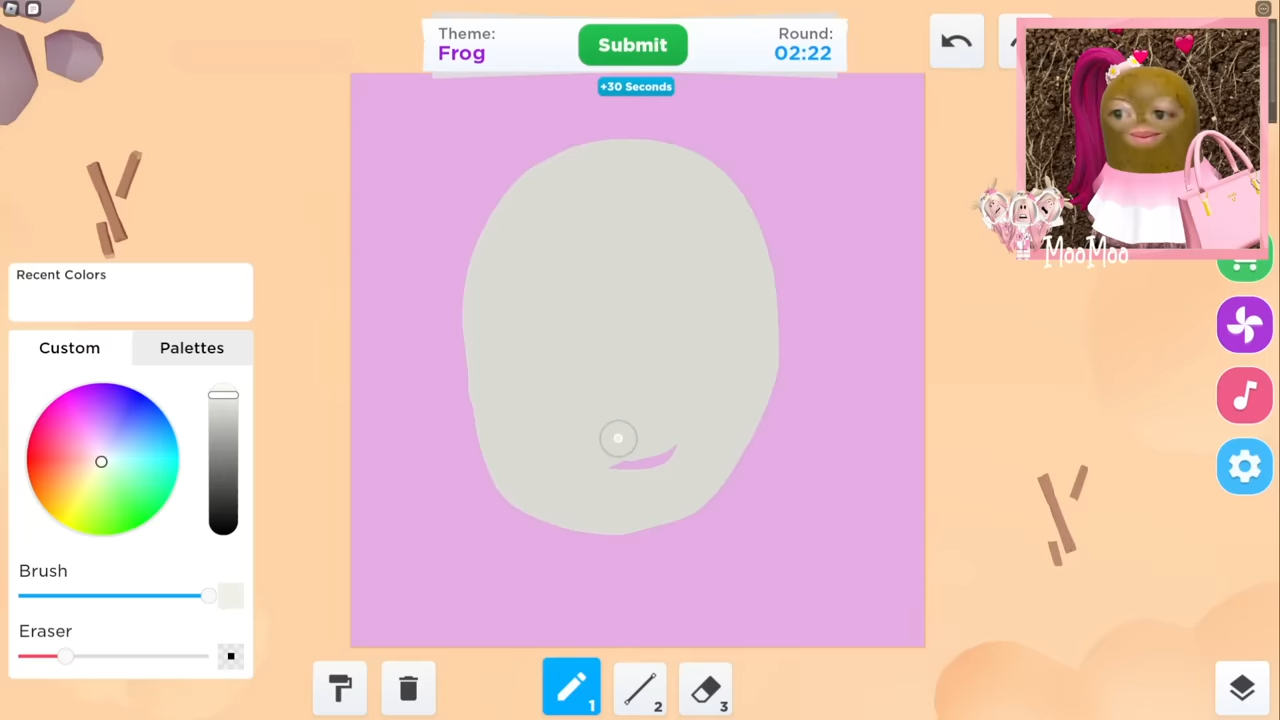 Theme:
Frog
Submit
Round:
02:22
+30 Seconds
MooMoo
Recent Colors
Custom
Palettes
Brush
Eraser
1
2
3